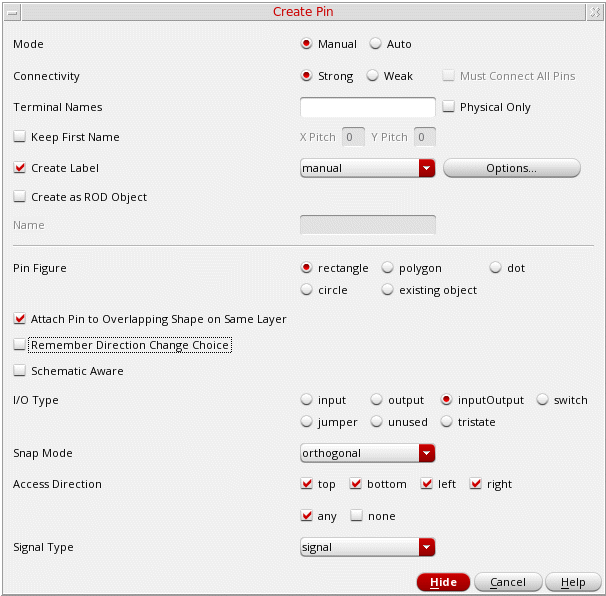 Create Pin
Mode Manual Auto
Connectivity Strong Weak Must Connect All Pins
Terminal Names Physical Only
Keep First Name X Pitch 0 Y Pitch 0
Create Label manual Options...
Create as ROD Object
Name
Pin Figure rectangle polygon dot
circle existing object
Attach Pin to Overlapping Shape on Same Layer
Remember Direction Change Choice
Schematic Aware
I/O Type input output inputOutput switch
jumper unused tristate
Snap Mode orthogonal
Access Direction top bottom left right
any none
Signal Type signal
Hide Cancel Help